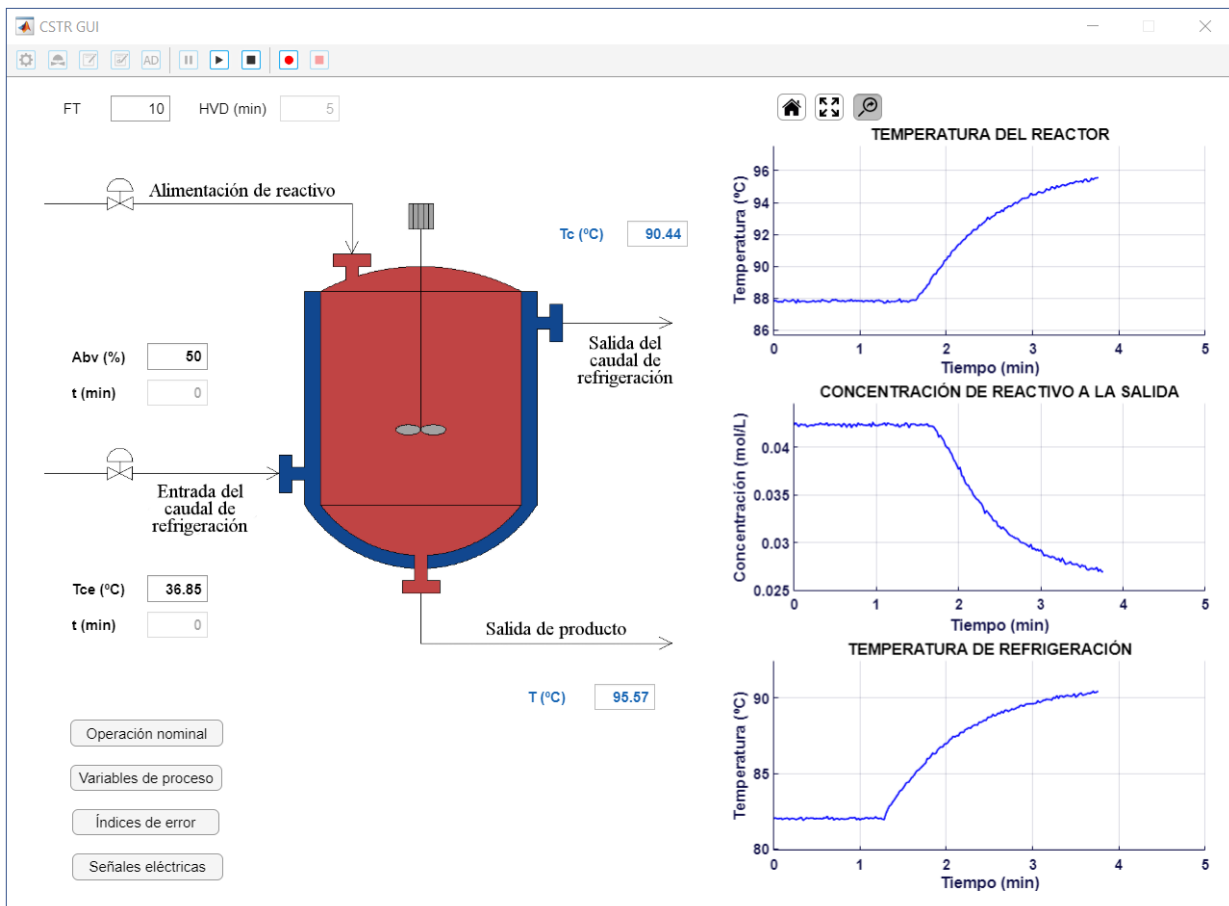 CSTR GUI
AD
FT 10 HVD (min) 5
Alimentación de reactivo
Tc (ºC) 90.44
Salida del
caudal de
refrigeración
Abv (%) 50
t (min) 0
Entrada del
caudal de
refrigeración
Tce (ºC) 36.85
t (min) 0
Salida de producto
T (ºC) 95.57
Operación nominal
Variables de proceso
Índices de error
Señales eléctricas
TEMPERATURA DEL REACTOR
Temperatura (ºC)
96
94
92
90
88
86
0 1 2 3 4 5
Tiempo (min)
CONCENTRACIÓN DE REACTIVO A LA SALIDA
Concentración (mol/L)
0.04
0.035
0.03
0.025
0 1 2 3 4 5
Tiempo (min)
TEMPERATURA DE REFRIGERACIÓN
Temperatura (ºC)
90
85
80
0 1 2 3 4 5
Tiempo (min)